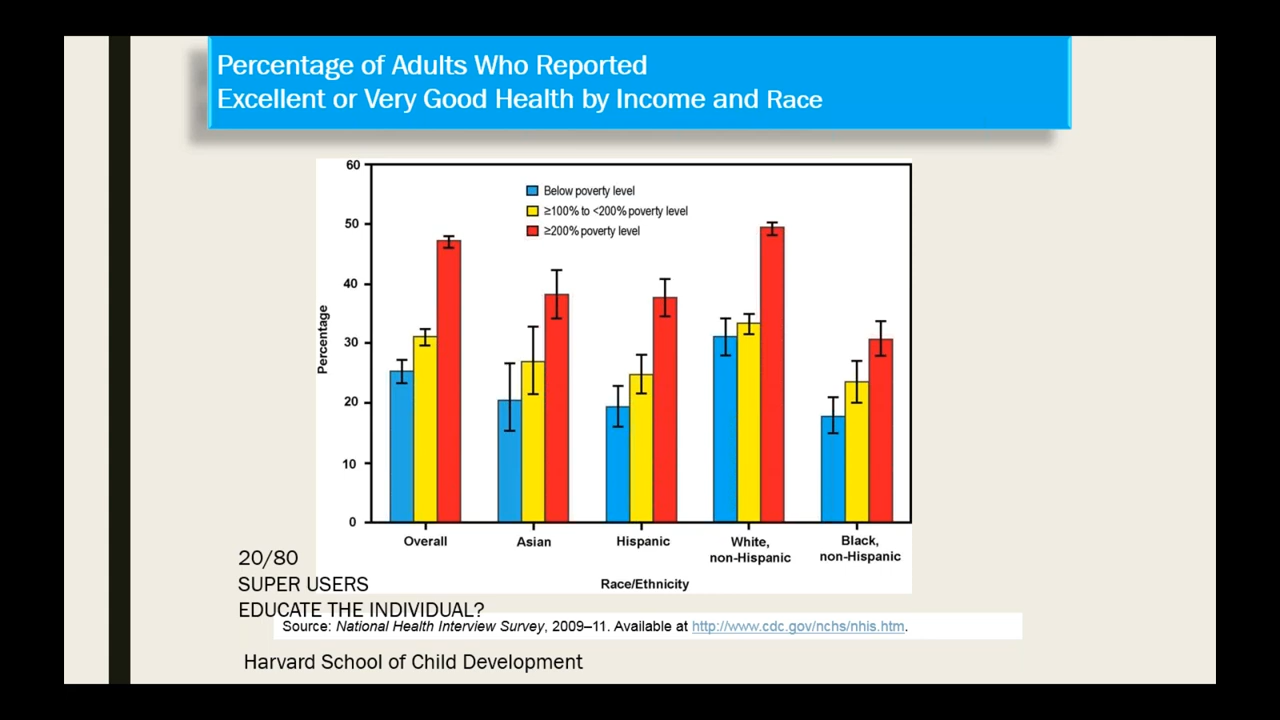 Percentage of Adults Who Reported
Excellent or Very Good Health by Income and Race
60
50
40
30
20
10
0
Percentage
Below poverty level
≥100% to <200% poverty level
≥200% poverty level
Overall
Asian
Hispanic
White,
non-Hispanic
Black,
non-Hispanic
Race/Ethnicity
20/80
SUPER USERS
EDUCATE THE INDIVIDUAL?
Source: National Health Interview Survey, 2009–11. Available at http://www.cdc.gov/nchs/nhis.htm.
Harvard School of Child Development